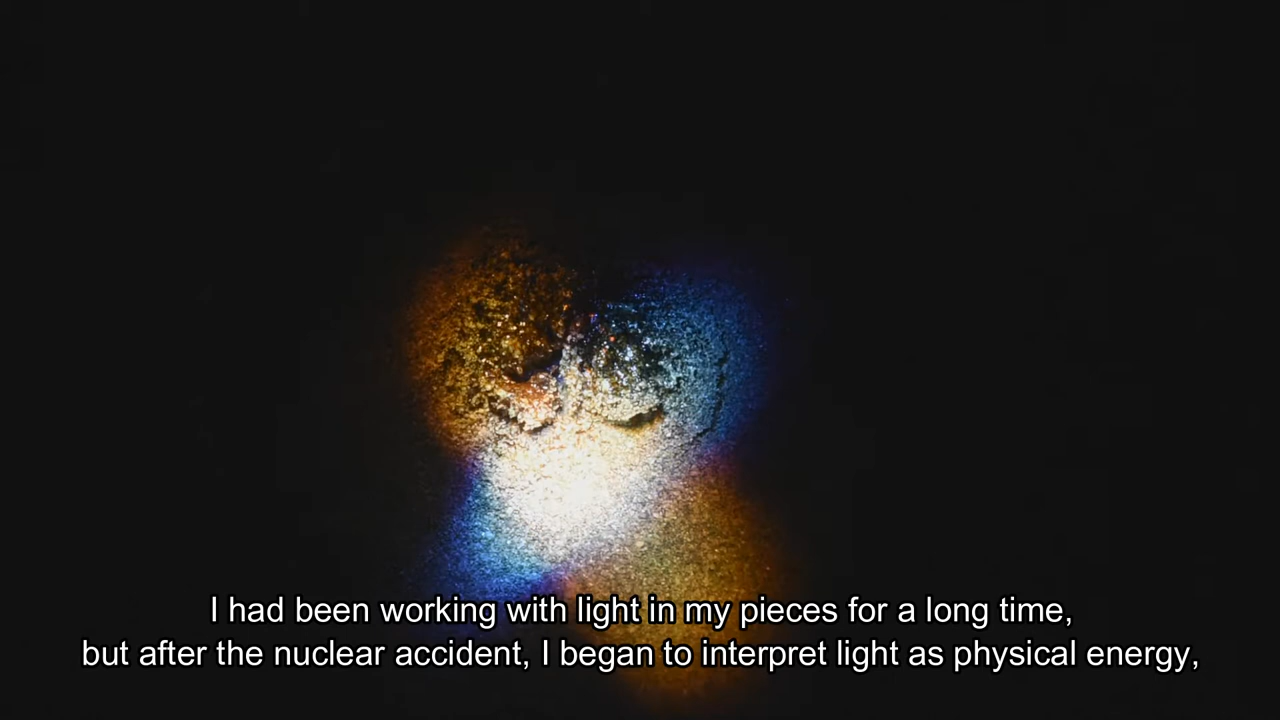 I had been working with light in my pieces for a long time,
but after the nuclear accident, I began to interpret light as physical energy,